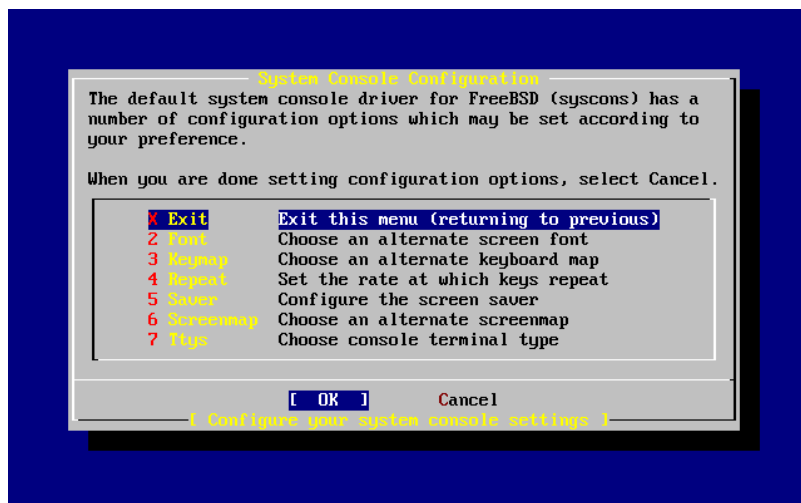 System Console Configuration
The default system console driver for FreeBSD (syscons) has a
number of configuration options which may be set according to
your preference.
When you are done setting configuration options, select Cancel.
X Exit Exit this menu (returning to previous)
2 Font Choose an alternate screen font
3 Keymap Choose an alternate keyboard map
4 Repeat Set the rate at which keys repeat
5 Saver Configure the screen saver
6 Screenmap Choose an alternate screenmap
7 Ttys Choose console terminal type
[ OK ] Cancel
[ Configure your system console settings ]